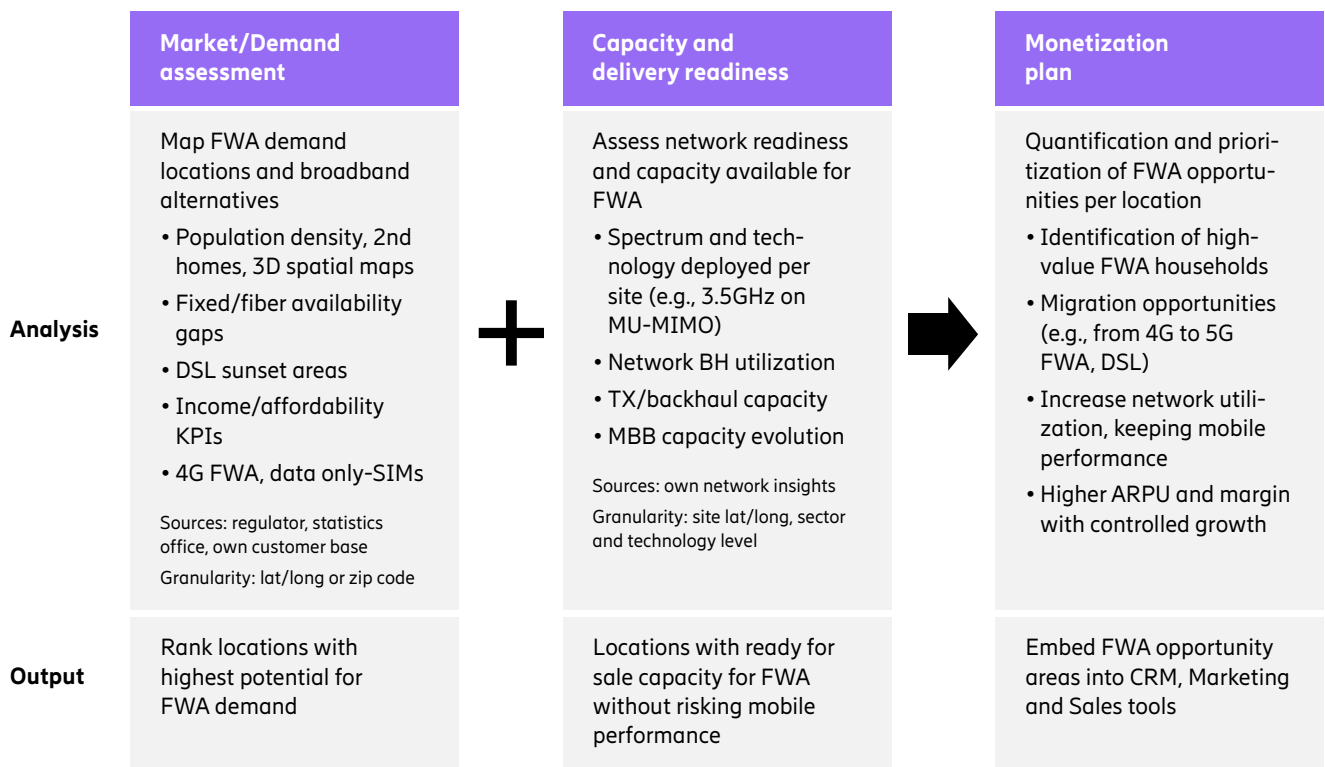 Market/Demand
assessment
Capacity and
delivery readiness
Monetization
plan
Analysis
Map FWA demand
locations and broadband
alternatives
• Population density, 2nd
homes, 3D spatial maps
• Fixed/fiber availability
gaps
• DSL sunset areas
• Income/affordability
KPIs
• 4G FWA, data only-SIMs
Sources: regulator, statistics
office, own customer base
Granularity: lat/long or zip code
Assess network readiness
and capacity available for
FWA
• Spectrum and tech-
nology deployed per
site (e.g., 3.5GHz on
MU-MIMO)
• Network BH utilization
• TX/backhaul capacity
• MBB capacity evolution
Sources: own network insights
Granularity: site lat/long, sector
and technology level
Quantification and priori-
tization of FWA opportu-
nities per location
• Identification of high-
value FWA households
• Migration opportunities
(e.g., from 4G to 5G
FWA, DSL)
• Increase network utili-
zation, keeping mobile
performance
• Higher ARPU and margin
with controlled growth
Output
Rank locations with
highest potential for
FWA demand
Locations with ready for
sale capacity for FWA
without risking mobile
performance
Embed FWA opportunity
areas into CRM, Marketing
and Sales tools